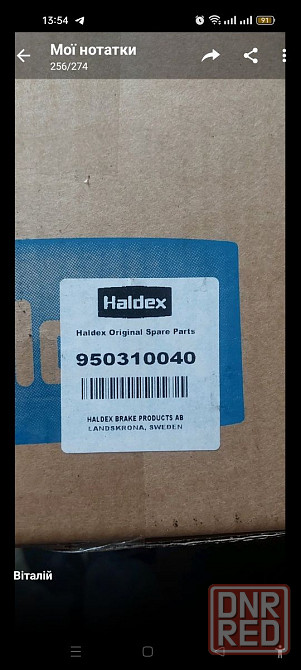 13:54
91
Мої нотатки
256/274
Haldex
Haldex Original Spare Parts
950310040
HALDEX BRAKE PRODUCTS AB
LANDSKRONA, SWEDEN
Віталій
DNR
RED